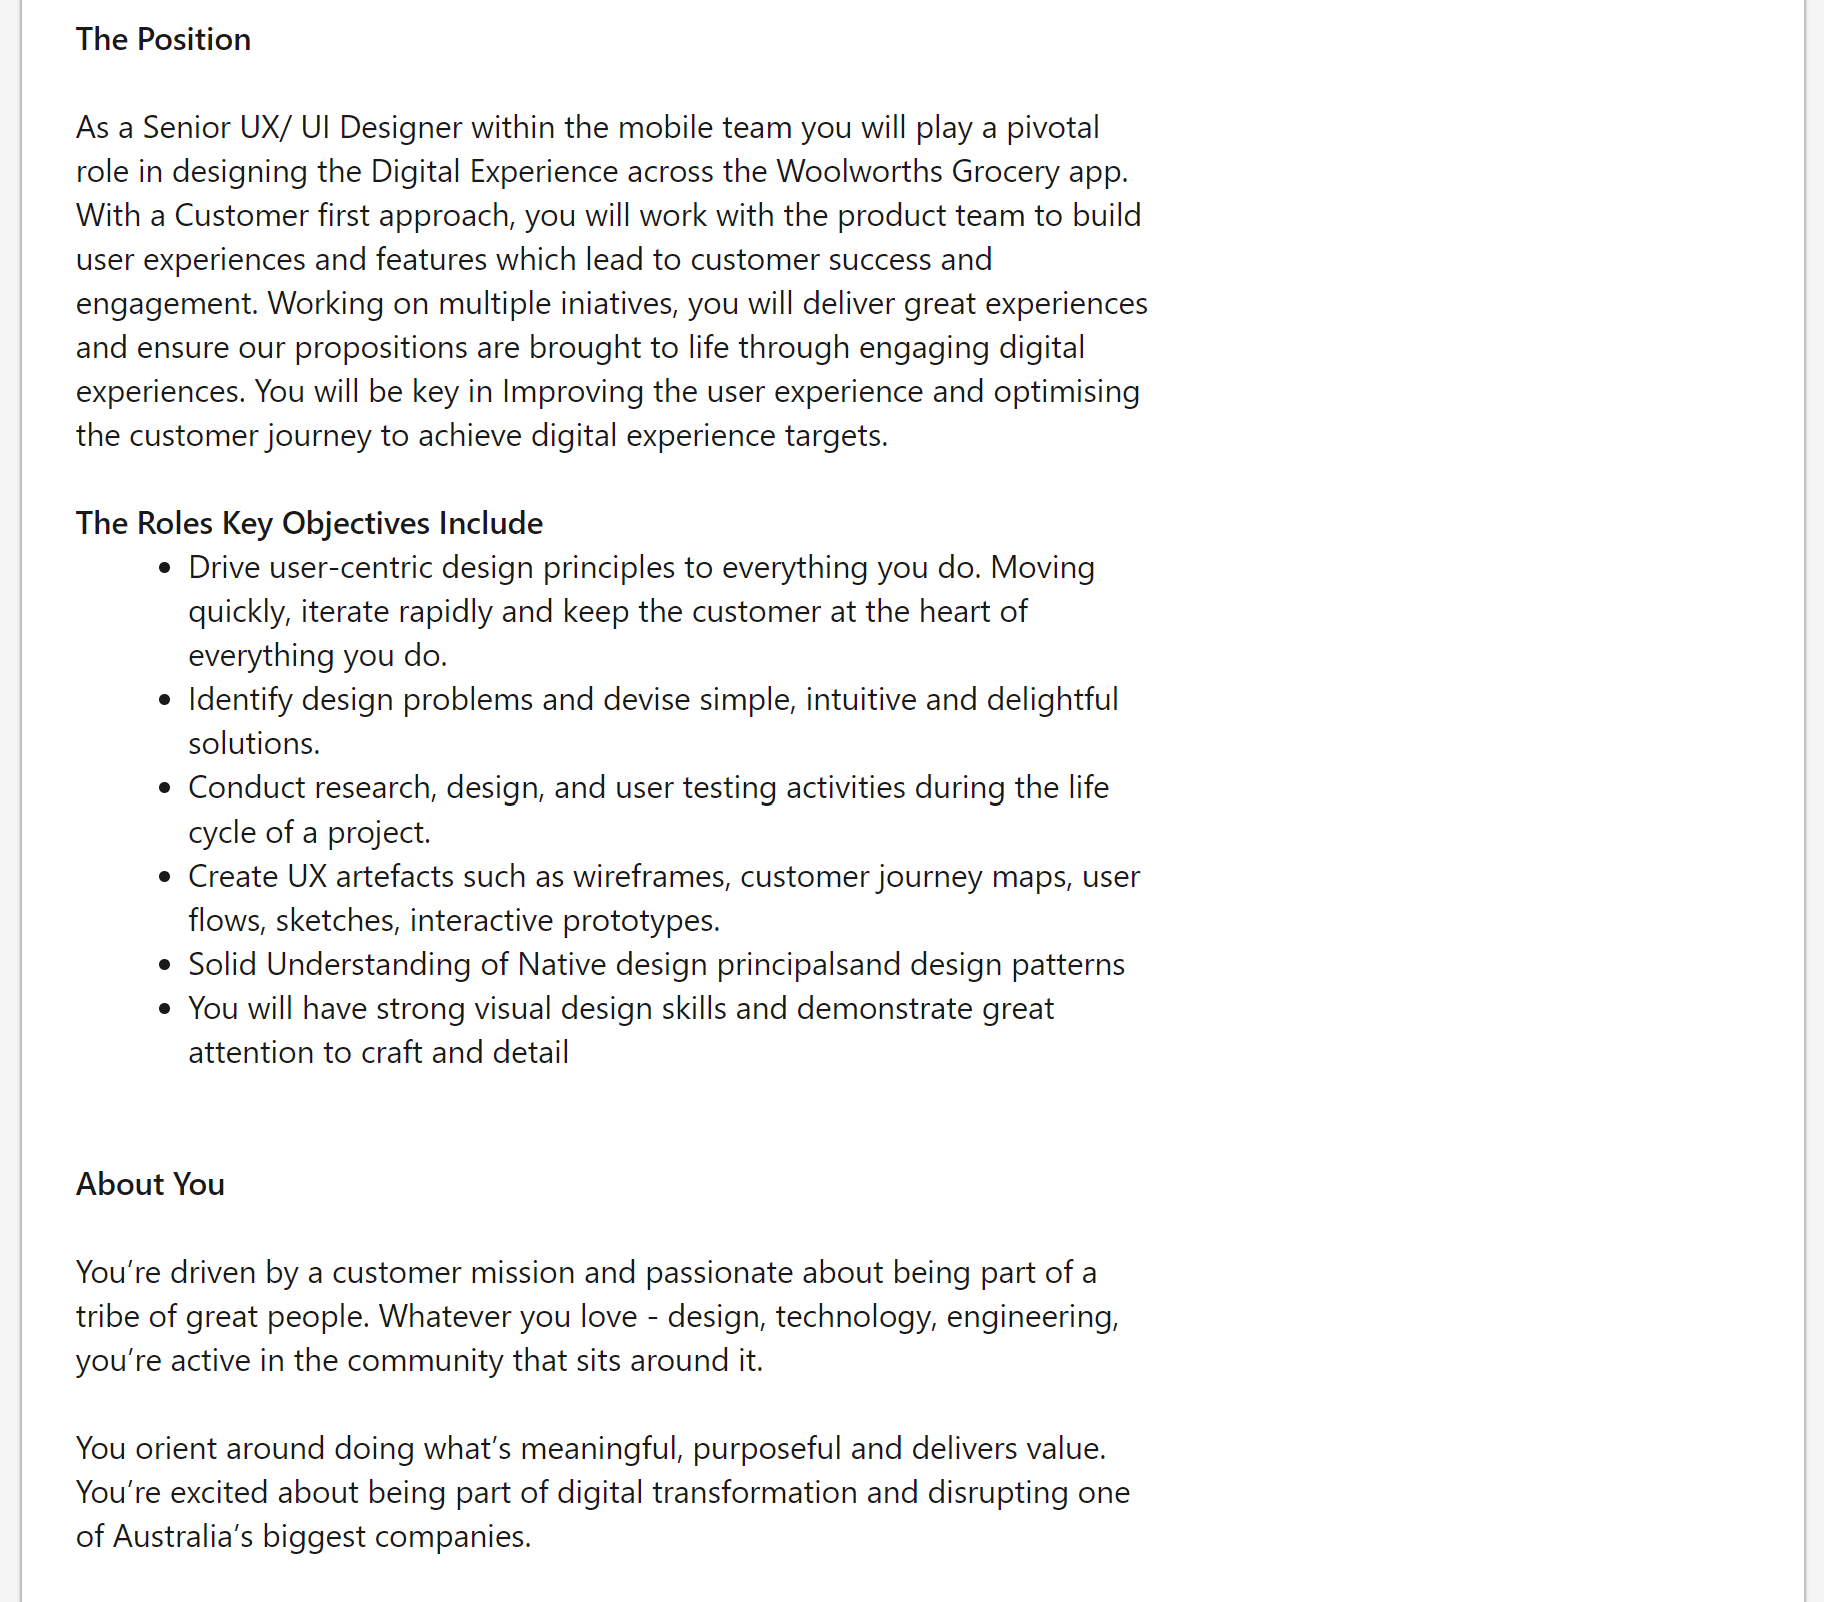 The Position
As a Senior UX/ UI Designer within the mobile team you will play a pivotal
role in designing the Digital Experience across the Woolworths Grocery app.
With a Customer first approach, you will work with the product team to build
user experiences and features which lead to customer success and
engagement. Working on multiple iniatives, you will deliver great experiences
and ensure our propositions are brought to life through engaging digital
experiences. You will be key in Improving the user experience and optimising
the customer journey to achieve digital experience targets.
The Roles Key Objectives Include
• Drive user-centric design principles to everything you do. Moving
quickly, iterate rapidly and keep the customer at the heart of
everything you do.
• Identify design problems and devise simple, intuitive and delightful
solutions.
• Conduct research, design, and user testing activities during the life
cycle of a project.
• Create UX artefacts such as wireframes, customer journey maps, user
flows, sketches, interactive prototypes.
• Solid Understanding of Native design principalsand design patterns
• You will have strong visual design skills and demonstrate great
attention to craft and detail
About You
You’re driven by a customer mission and passionate about being part of a
tribe of great people. Whatever you love - design, technology, engineering,
you’re active in the community that sits around it.
You orient around doing what’s meaningful, purposeful and delivers value.
You’re excited about being part of digital transformation and disrupting one
of Australia’s biggest companies.